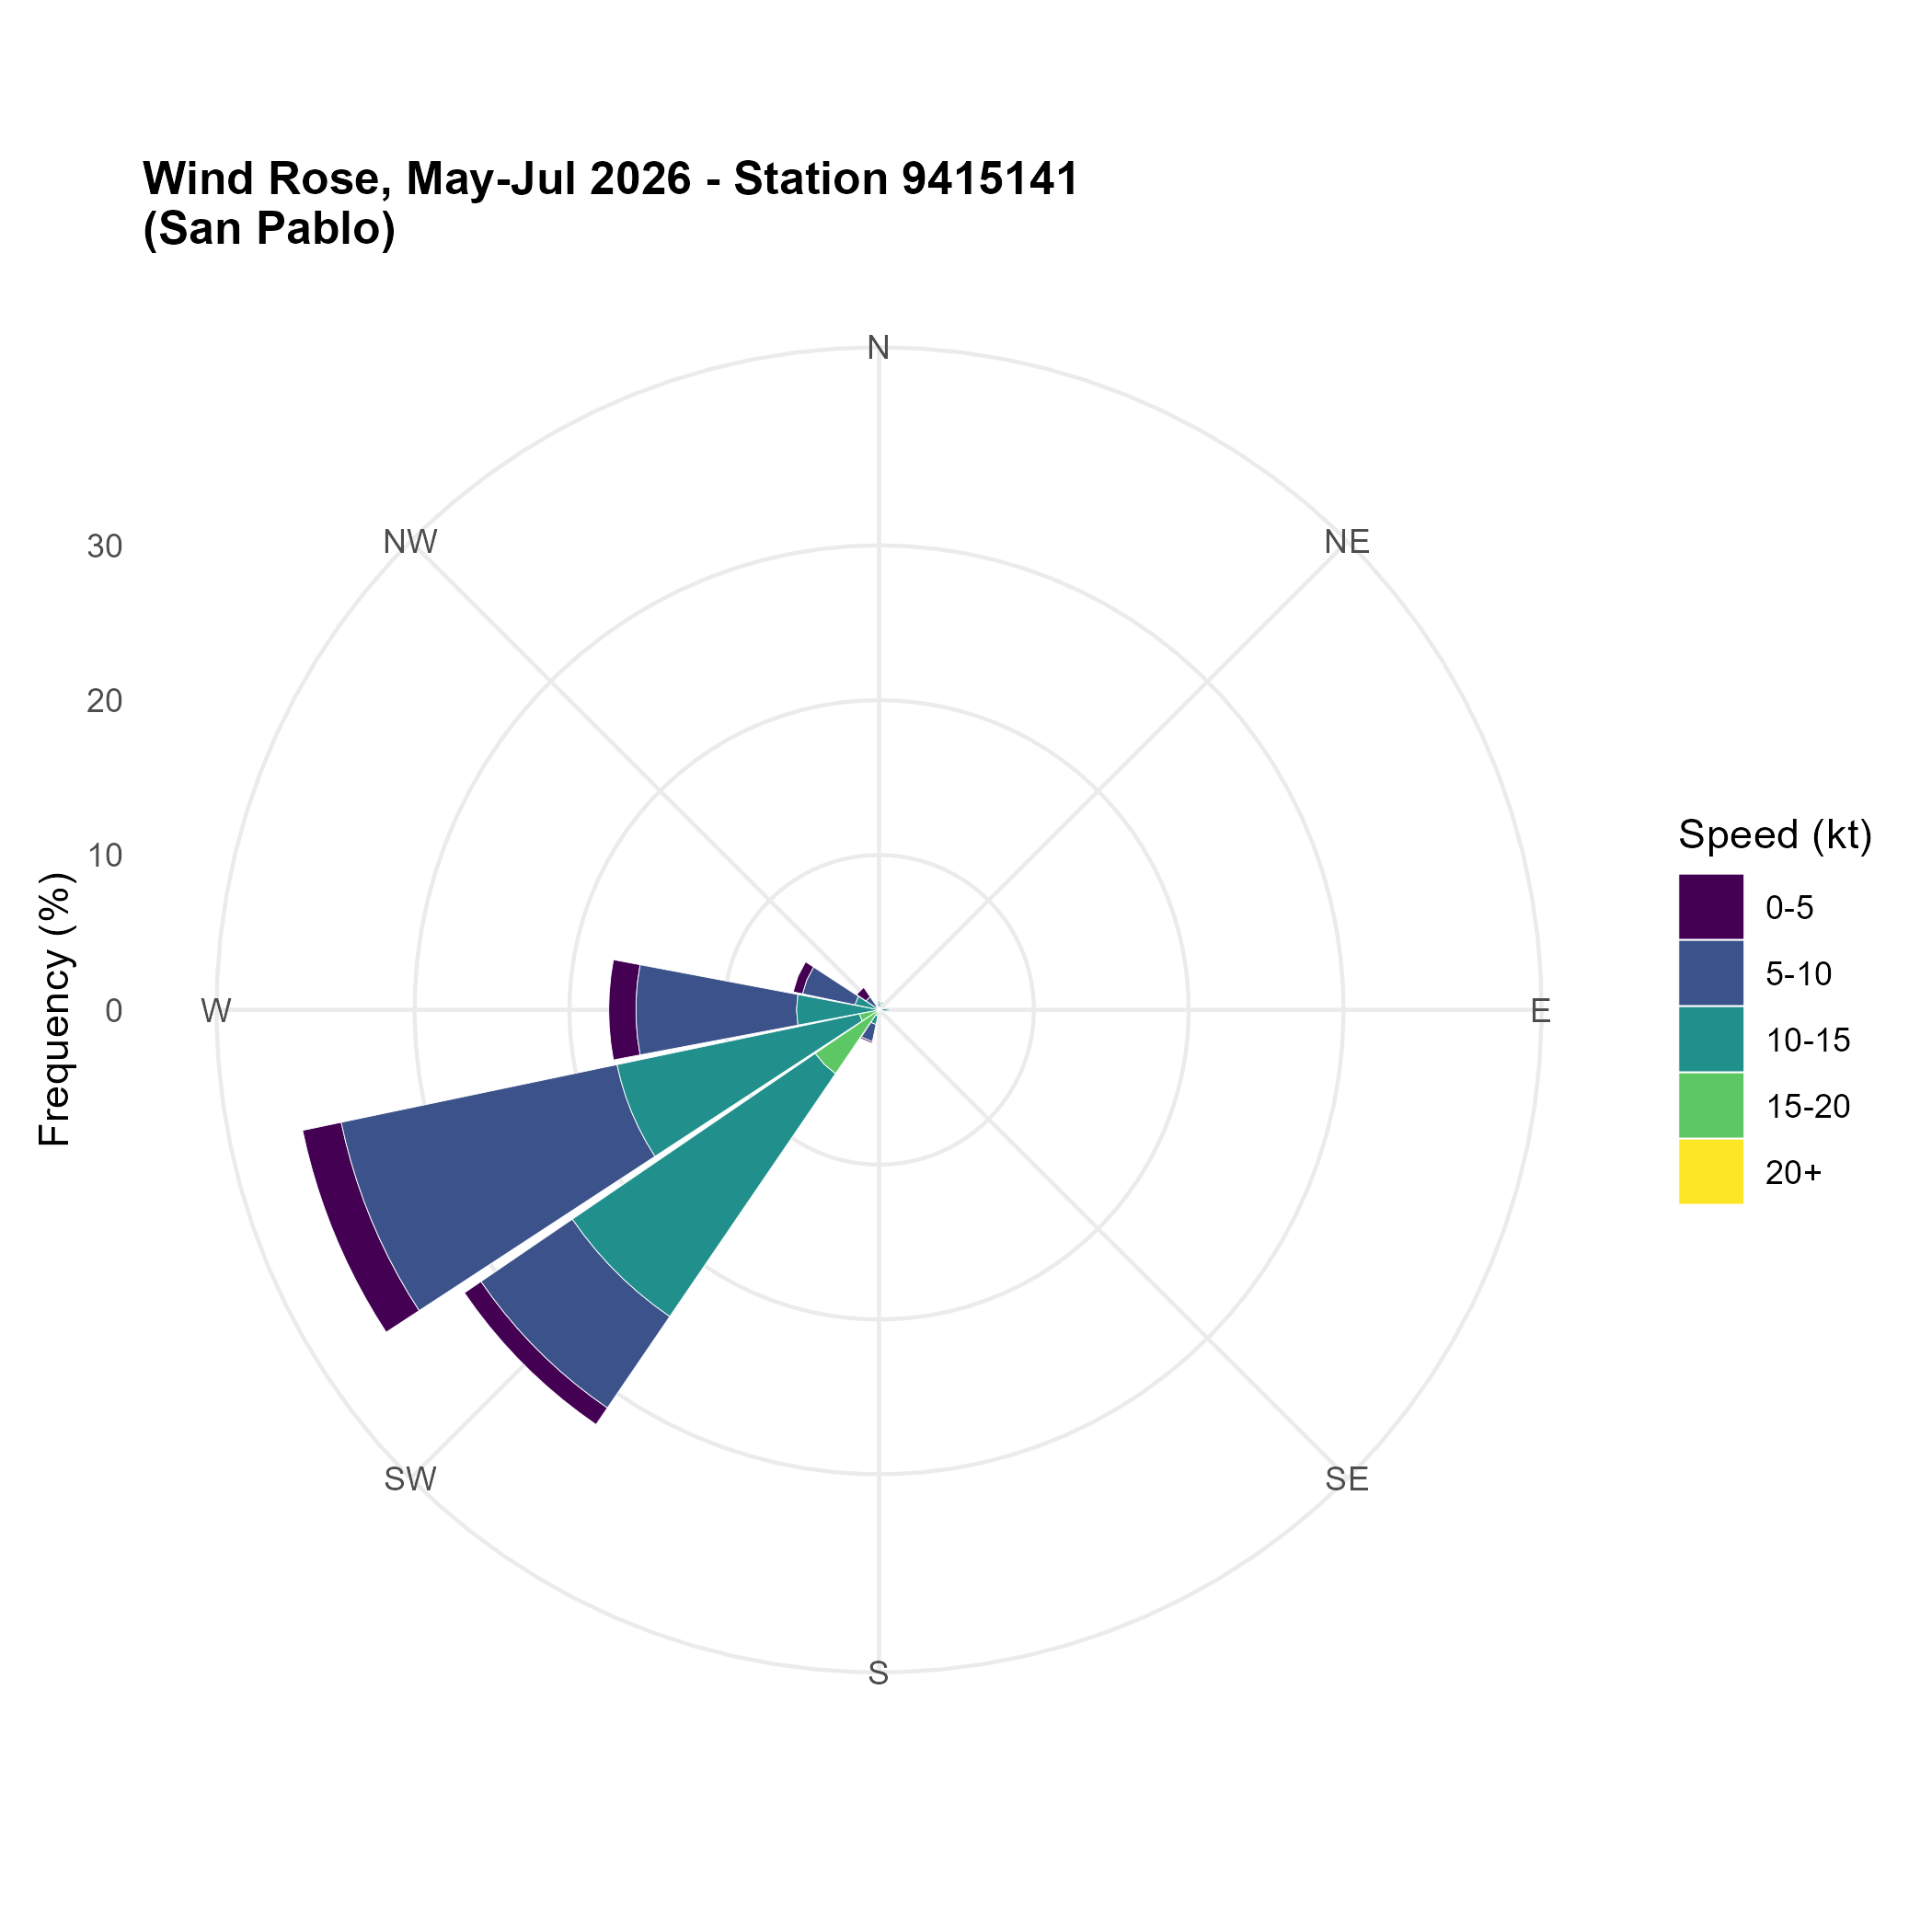 Wind Rose, May-Jul 2026 - Station 9415141
(San Pablo)
N
NW
NE
30
20
10
0
Frequency (%)
W
E
SW
SE
S
Speed (kt)
0-5
5-10
10-15
15-20
20+